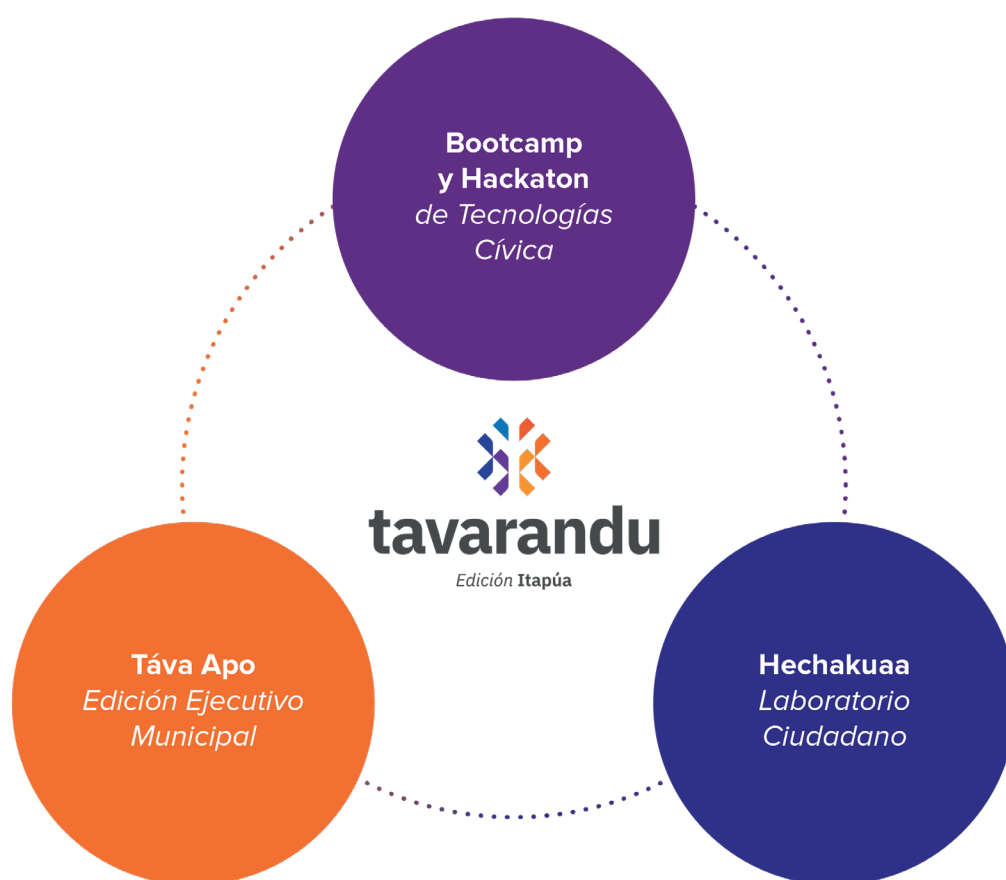 Bootcamp
y Hackaton
de Tecnologías
Cívica
tavarandu
Edición Itapúa
Táva Apo
Edición Ejecutivo
Municipal
Hechakuaa
Laboratorio
Ciudadano